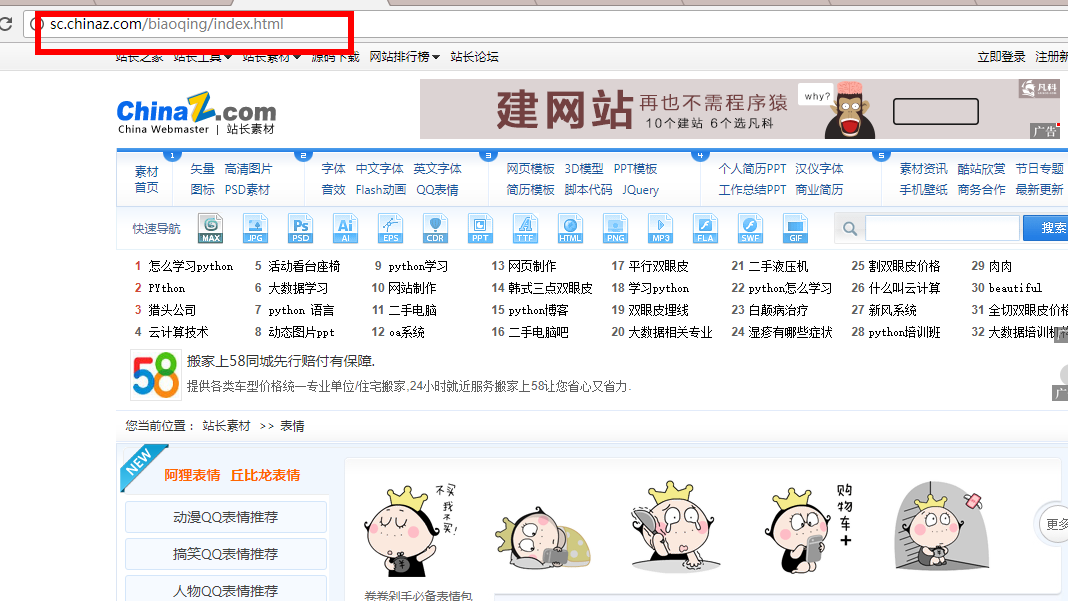 sc.chinaz.com/biaoqing/index.html
站长之家 站长工具 站长素材 源码下载 网站排行榜 站长论坛 立即登录
ChinaZ.com
China Webmaster | 站长素材
建网站 再也不需程序猿 why? 凡科
10个建站 6个选凡科 广告
1 2 3 4 5
素材 矢量 高清图片 字体 中文字体 英文字体 网页模板 3D模型 PPT模板 个人简历PPT 汉仪字体 素材资讯 酷站欣赏 节日专题
首页 图标 PSD素材 音效 Flash动画 QQ表情 简历模板 脚本代码 JQuery 工作总结PPT 商业简历 手机壁纸 商务合作 最新更新
快速导航 MAX JPG PSD AI EPS CDR PPT TTF HTML PNG MP3 FLA SWF GIF 搜索
1 怎么学习python 5 活动看台座椅 9 python学习 13 网页制作 17 平行双眼皮 21 二手液压机 25 割双眼皮价格 29 肉肉
2 PYthon 6 大数据学习 10 网站制作 14 韩式三点双眼皮 18 学习python 22 python怎么学习 26 什么叫云计算 30 beautiful
3 猎头公司 7 python 语言 11 二手电脑 15 python博客 19 双眼皮埋线 23 白颠病治疗 27 新风系统 31 全切双眼皮价格
4 云计算技术 8 动态图片ppt 12 oa系统 16 二手电脑吧 20 大数据相关专业 24 湿疹有哪些症状 28 python培训班 32 大数据培训机
58 搬家上58同城先行赔付有保障.
提供各类车型价格统一专业单位/住宅搬家,24小时就近服务搬家上58让您省心又省力.
您当前位置： 站长素材 >> 表情
NEW
阿狸表情 丘比龙表情
动漫QQ表情推荐
搞笑QQ表情推荐
人物QQ表情推荐
不买 我不买!
购物车+
更多
卷卷剁手必备表情包